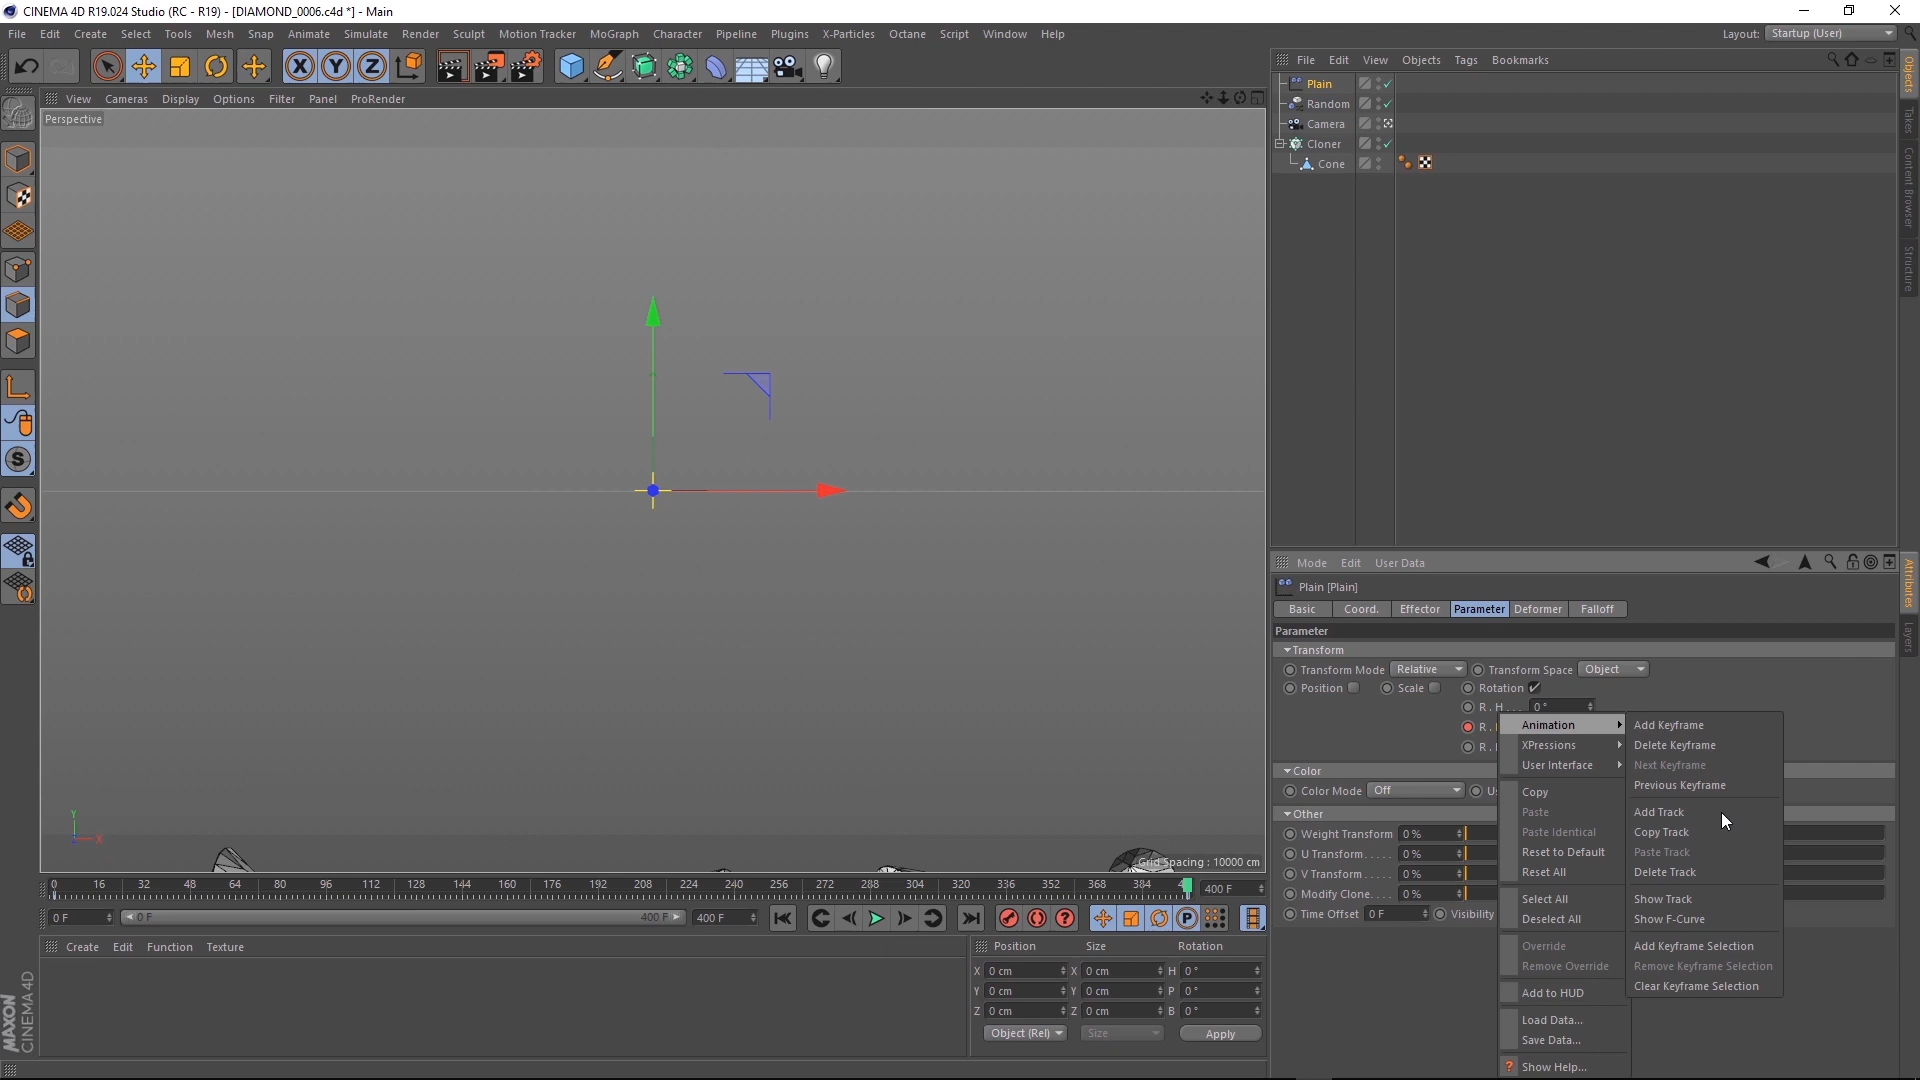 CINEMA 4D R19.024 Studio (RC - R19) - [DIAMOND_0006.c4d *] - Main
File Edit Create Select Tools Mesh Snap Animate Simulate Render Sculpt Motion Tracker MoGraph Character Pipeline Plugins X-Particles Octane Script Window Help
Layout: Startup (User)
File Edit View Objects Tags Bookmarks
Plain
Random
Camera
Cloner
Cone
Objects
Takes
Content Browser
Structure
View Cameras Display Options Filter Panel ProRender
Perspective
Y
X
Grid Spacing : 10000 cm
Mode Edit User Data
Plain [Plain]
Basic Coord. Effector Parameter Deformer Falloff
Parameter
Transform
Transform Mode Relative Transform Space Object
Position Scale Rotation
R . H . . . 0 °
R .
R .
Color
Color Mode Off
Other
Weight Transform 0 %
U Transform..... 0 %
V Transform..... 0 %
Modify Clone.... 0 %
Time Offset 0 F Visibility
Attributes
Layers
Animation
XPressions
User Interface
Copy
Paste
Paste Identical
Reset to Default
Reset All
Select All
Deselect All
Override
Remove Override
Add to HUD
Load Data...
Save Data...
? Show Help...
Add Keyframe
Delete Keyframe
Next Keyframe
Previous Keyframe
Add Track
Copy Track
Paste Track
Delete Track
Show Track
Show F-Curve
Add Keyframe Selection
Remove Keyframe Selection
Clear Keyframe Selection
0 16 32 48 64 80 96 112 128 144 160 176 192 208 224 240 256 272 288 304 320 336 352 368 384 400 F
0 F 0 F 400 F 400 F
Create Edit Function Texture
Position Size Rotation
X 0 cm X 0 cm H 0 °
Y 0 cm Y 0 cm P 0 °
Z 0 cm Z 0 cm B 0 °
Object (Rel) Size Apply
MAXON
CINEMA 4D